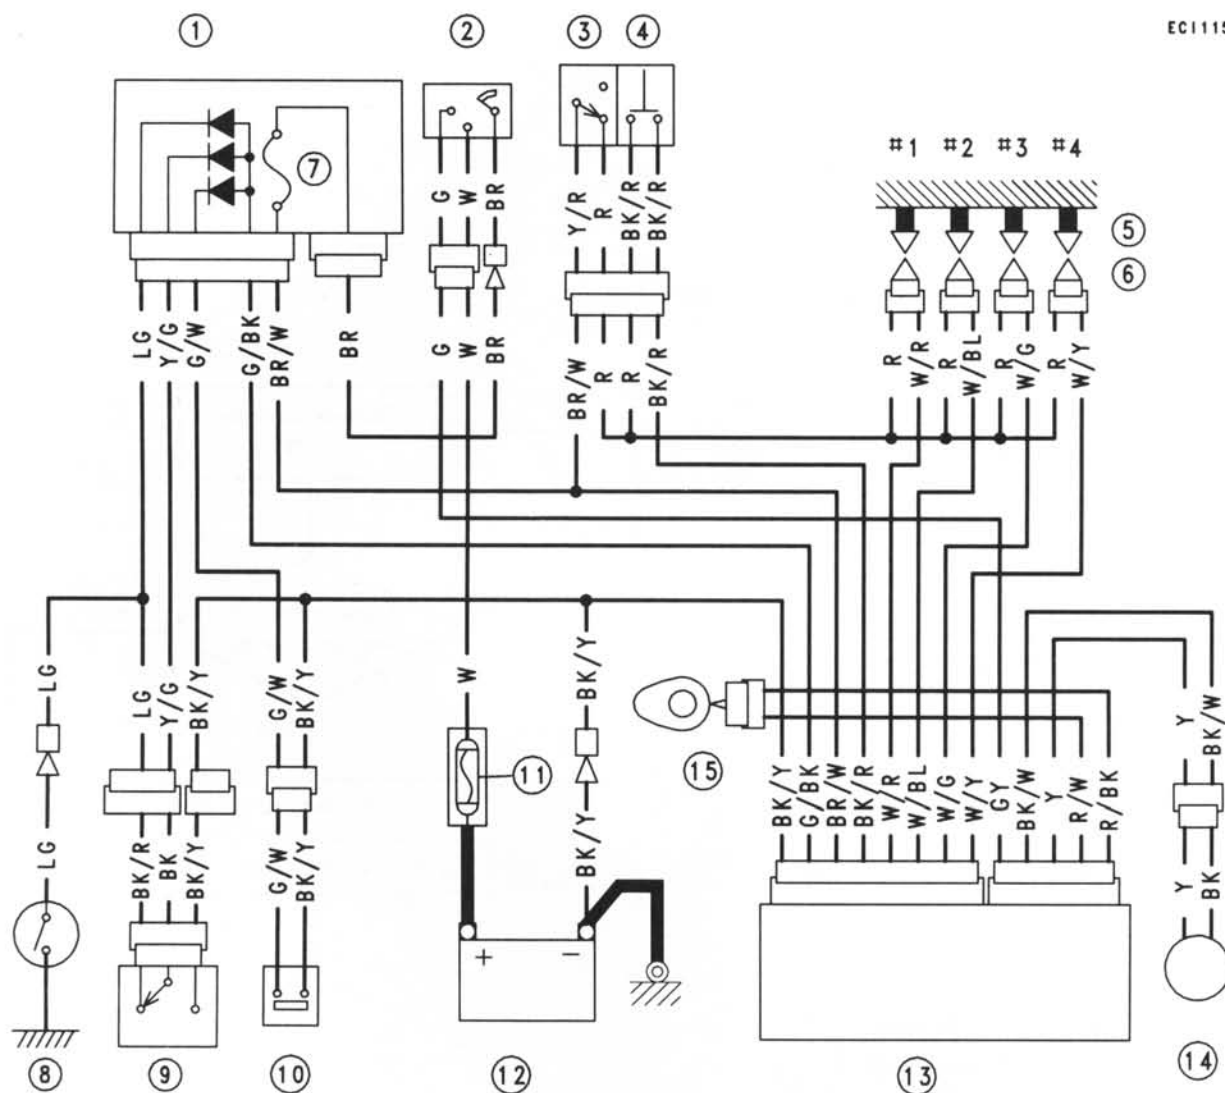 ECI115
① ② ③ ④
#1 #2 #3 #4
⑦
G W BR Y/R R BK/R BK/R
⑤
⑥
LG Y/G G/W G/BK BR/W BR G W BR BR/W R R BK/R R W/R R W/BL R W/G R W/Y
LG LG Y/G BK/Y G/W BK/Y W BK/Y Y BK/W
⑪ ⑮
BK/Y G/BK BR/W BK/R W/R W/BL W/G W/Y GY BK/W Y R/W R/BK
LG BK/R BK BK/Y G/W BK/Y BK/Y Y BK
+ −
⑧ ⑨ ⑩ ⑫ ⑬ ⑭